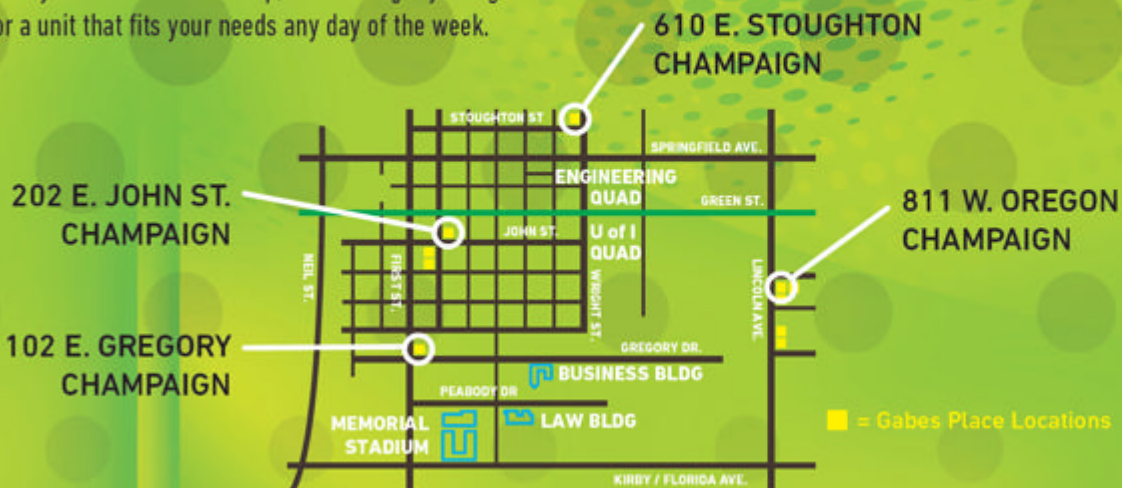 or a unit that fits your needs any day of the week.
610 E. STOUGHTON
CHAMPAIGN
STOUGHTON ST
SPRINGFIELD AVE.
ENGINEERING
QUAD
202 E. JOHN ST.
CHAMPAIGN
GREEN ST.
811 W. OREGON
CHAMPAIGN
JOHN ST.
U of I
QUAD
NEIL ST.
FIRST ST.
WRIGHT ST.
LINCOLN AVE.
102 E. GREGORY
CHAMPAIGN
GREGORY DR.
BUSINESS BLDG
PEABODY DR
MEMORIAL
STADIUM
LAW BLDG
= Gabes Place Locations
KIRBY / FLORIDA AVE.